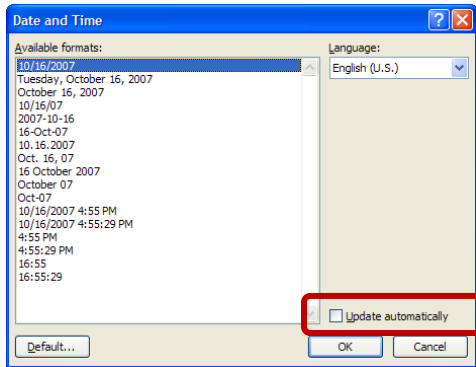 Date and Time
Available formats:
Language:
10/16/2007
English (U.S.)
Tuesday, October 16, 2007
October 16, 2007
10/16/07
2007-10-16
16-Oct-07
10.16.2007
Oct. 16, 07
16 October 2007
October 07
Oct-07
10/16/2007 4:55 PM
10/16/2007 4:55:29 PM
4:55 PM
4:55:29 PM
16:55
16:55:29
Update automatically
Default...
OK
Cancel